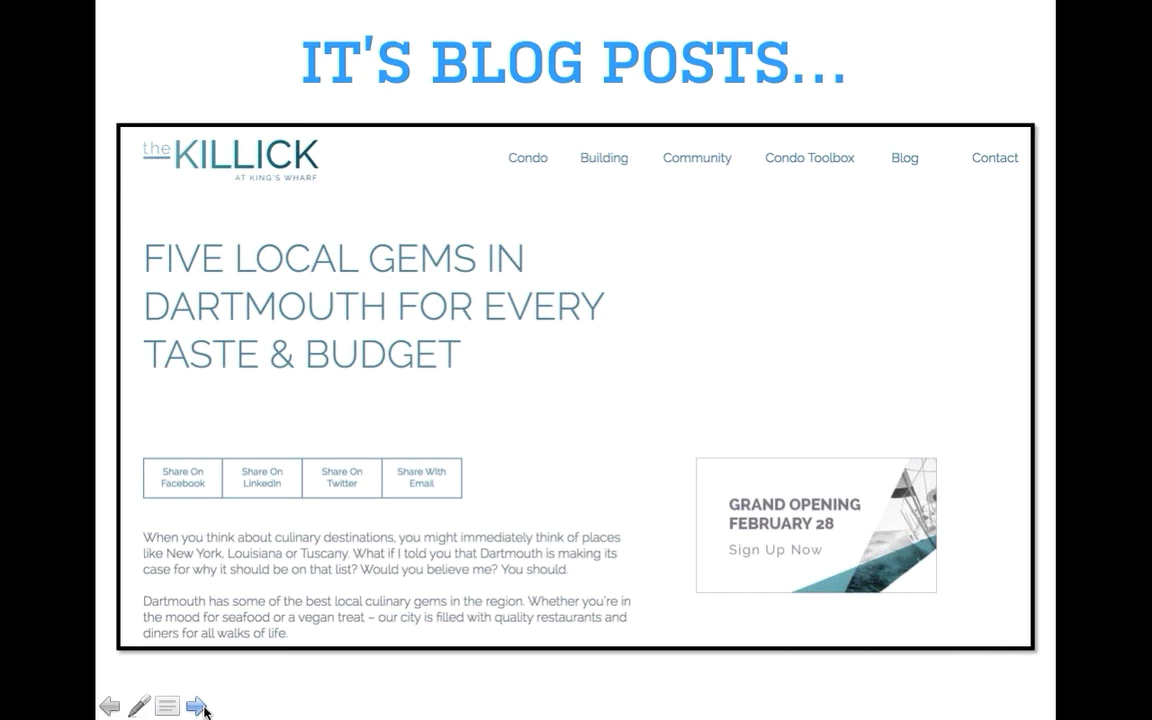 IT'S BLOG POSTS...
the KILLICK
AT KING'S WHARF
Condo Building Community Condo Toolbox Blog Contact
FIVE LOCAL GEMS IN
DARTMOUTH FOR EVERY
TASTE & BUDGET
Share On Facebook
Share On LinkedIn
Share On Twitter
Share With Email
GRAND OPENING
FEBRUARY 28
Sign Up Now
When you think about culinary destinations, you might immediately think of places
like New York, Louisiana or Tuscany. What if I told you that Dartmouth is making its
case for why it should be on that list? Would you believe me? You should.
Dartmouth has some of the best local culinary gems in the region. Whether you're in
the mood for seafood or a vegan treat – our city is filled with quality restaurants and
diners for all walks of life.